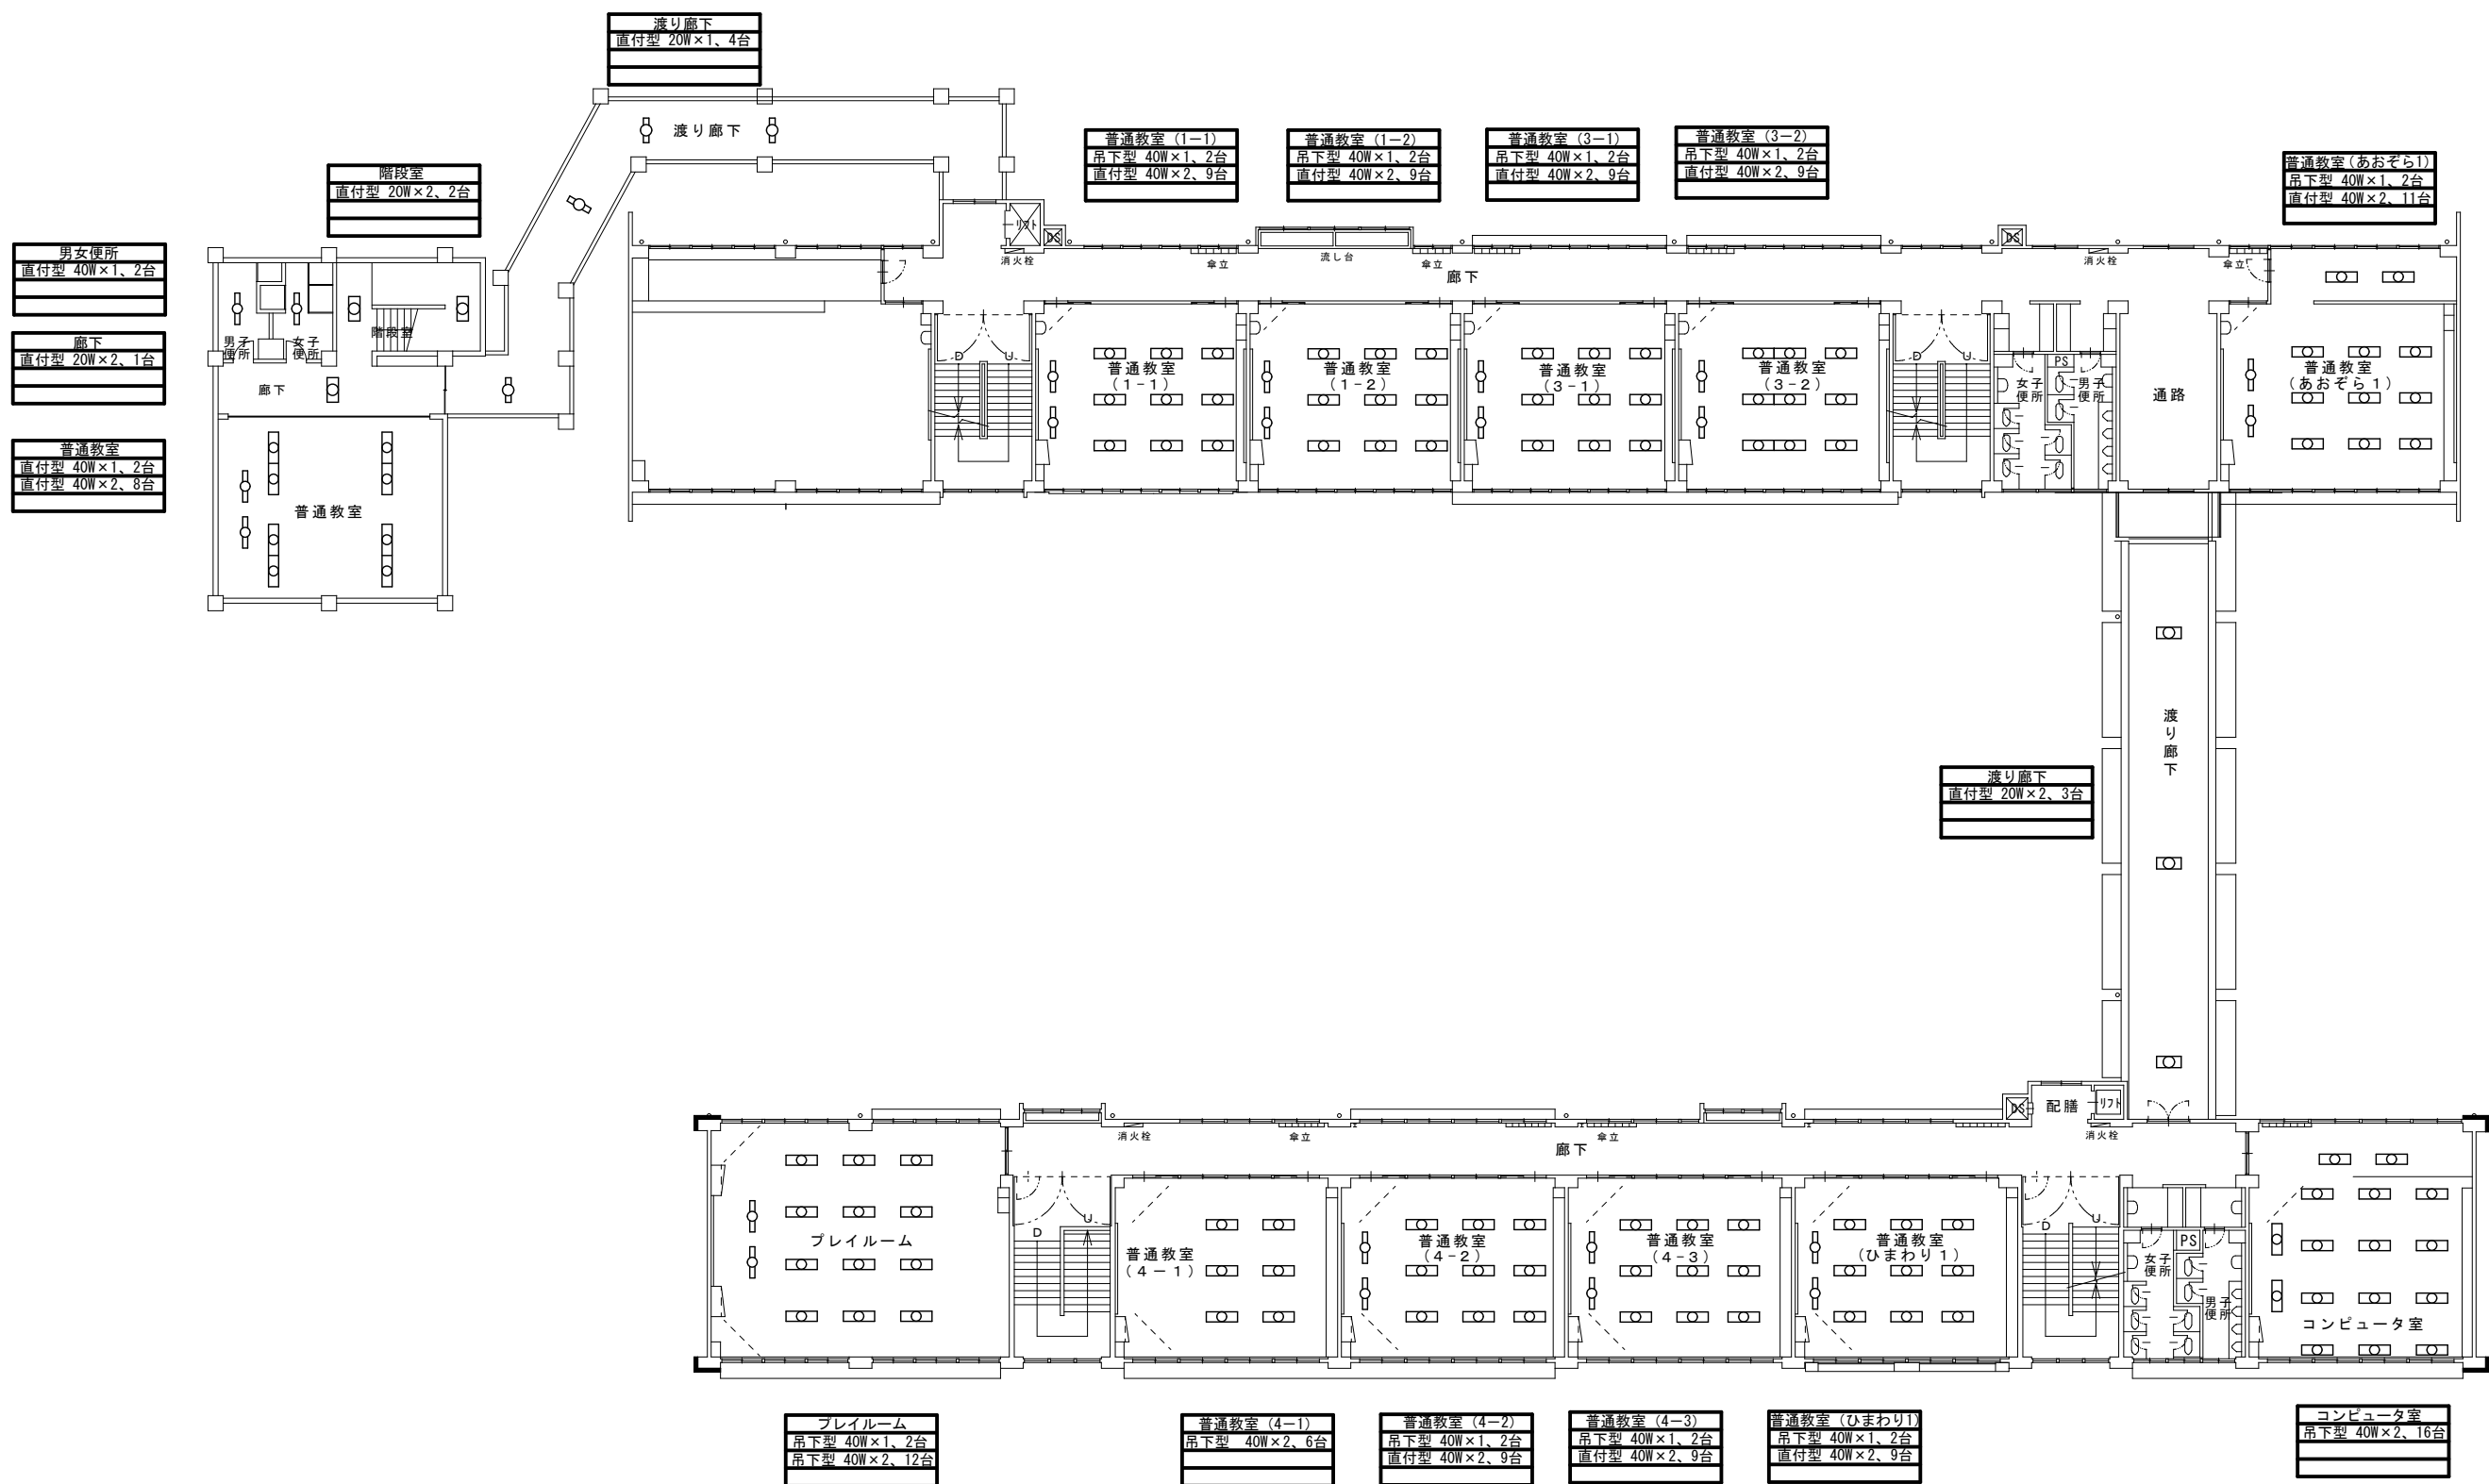 渡り廊下
直付型 20W×1、4台
渡り廊下
普通教室 (1ー1)
吊下型 40W×1、2台
直付型 40W×2、9台
普通教室 (1ー2)
吊下型 40W×1、2台
直付型 40W×2、9台
普通教室 (3ー1)
吊下型 40W×1、2台
直付型 40W×2、9台
普通教室 (3ー2)
吊下型 40W×1、2台
直付型 40W×2、9台
普通教室(あおぞら1)
吊下型 40W×1、2台
直付型 40W×2、11台
階段室
直付型 20W×2、2台
男女便所
直付型 40W×1、2台
廊下
直付型 20W×2、1台
普通教室
直付型 40W×1、2台
直付型 40W×2、8台
リフト
DS
消火栓
傘立
流し台
傘立
廊下
DS
消火栓
傘立
男子
便所
女子
便所
階段室
廊下
普通教室
D
U
普通教室
(1-1)
普通教室
(1-2)
普通教室
(3-1)
普通教室
(3-2)
D
U
女子
便所
PS
男子
便所
通路
普通教室
(あおぞら1)
渡り廊下
渡り廊下
直付型 20W×2、3台
DS
配膳
リフト
消火栓
傘立
傘立
廊下
消火栓
プレイルーム
D
U
普通教室
(4ー1)
普通教室
(4-2)
普通教室
(4-3)
普通教室
(ひまわり1)
D
U
女子
便所
PS
男子
便所
コンピュータ室
プレイルーム
吊下型 40W×1、2台
吊下型 40W×2、12台
普通教室 (4ー1)
吊下型 40W×2、6台
普通教室 (4ー2)
吊下型 40W×1、2台
直付型 40W×2、9台
普通教室 (4ー3)
吊下型 40W×1、2台
直付型 40W×2、9台
普通教室 (ひまわり1)
吊下型 40W×1、2台
直付型 40W×2、9台
コンピュータ室
吊下型 40W×2、16台